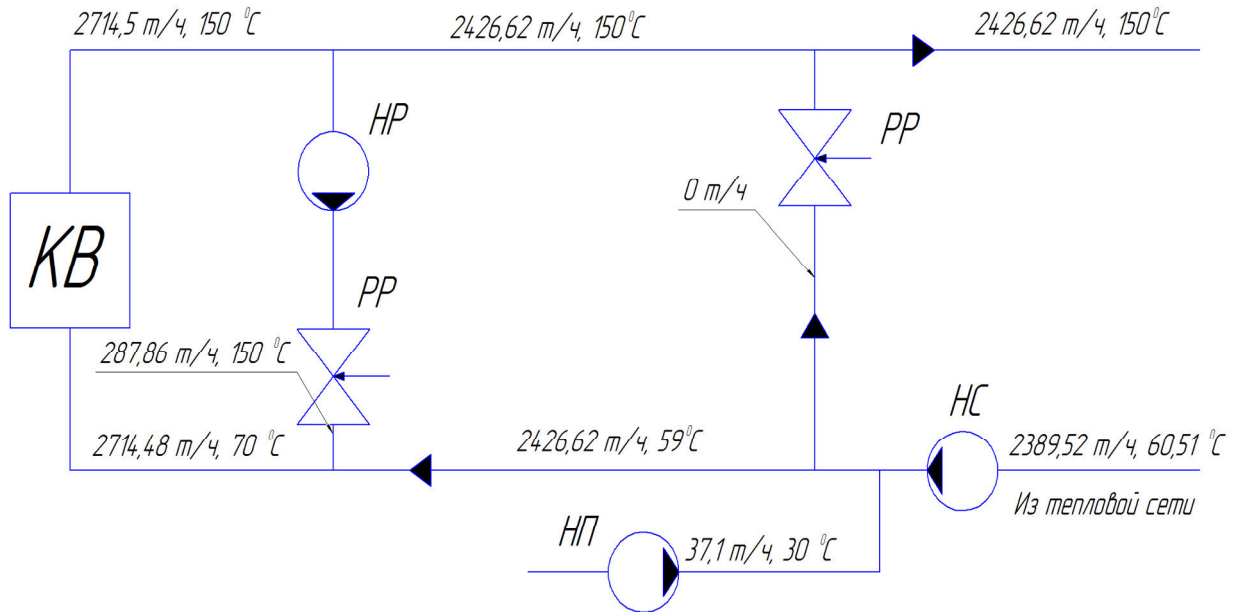 2714,5 т/ч, 150 °С
2426,62 т/ч, 150°С
2426,62 т/ч, 150°С
НР
РР
0 т/ч
КВ
РР
287,86 т/ч, 150 °С
НС
2714,48 т/ч, 70 °С
2426,62 т/ч, 59°С
2389,52 т/ч, 60,51 °С
Из тепловой сети
НП
37,1 т/ч, 30 °С